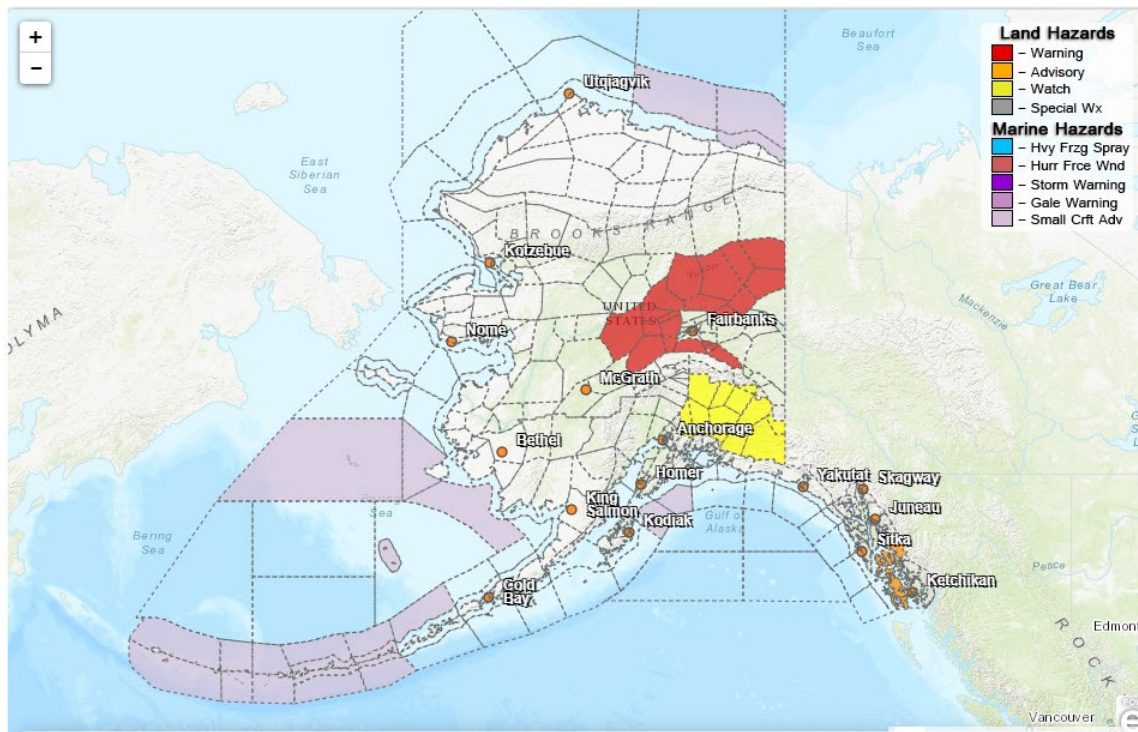 +
−
Land Hazards
– Warning
– Advisory
– Watch
– Special Wx
Marine Hazards
– Hvy Frzg Spray
– Hurr Frce Wnd
– Storm Warning
– Gale Warning
– Small Crft Adv
Beaufort
Sea
Utqiagvik
East
Siberian
Sea
BROOKS RANGE
Kotzebue
Yukon
Great Bear
Lake
Mackenzie
UNITED
STATES
Fairbanks
OLYMA
Nome
McGrath
Anchorage
Bethel
Homer
Yakutat
Skagway
King
Salmon
Kodiak
Juneau
Gulf of
Alaska
Sea
Bering
Sea
Sitka
Peace
Cold
Bay
Ketchikan
Edmont
ROCK
Vancouver